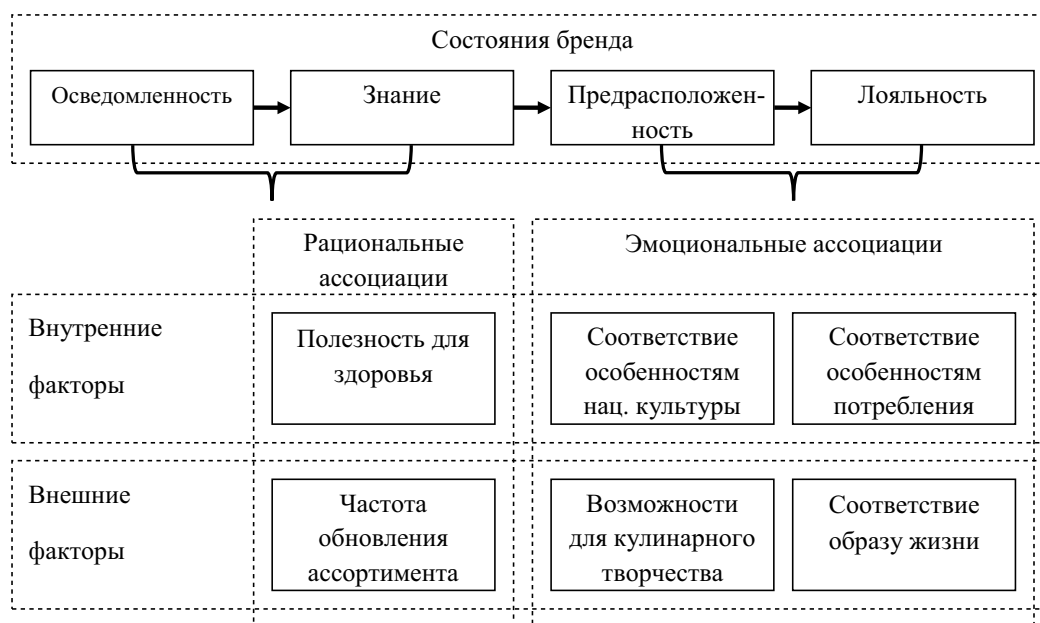 Состояния бренда
Осведомленность
Знание
Предрасположен-
ность
Лояльность
Рациональные
ассоциации
Эмоциональные ассоциации
Внутренние
факторы
Полезность для
здоровья
Соответствие
особенностям
нац. культуры
Соответствие
особенностям
потребления
Внешние
факторы
Частота
обновления
ассортимента
Возможности
для кулинарного
творчества
Соответствие
образу жизни